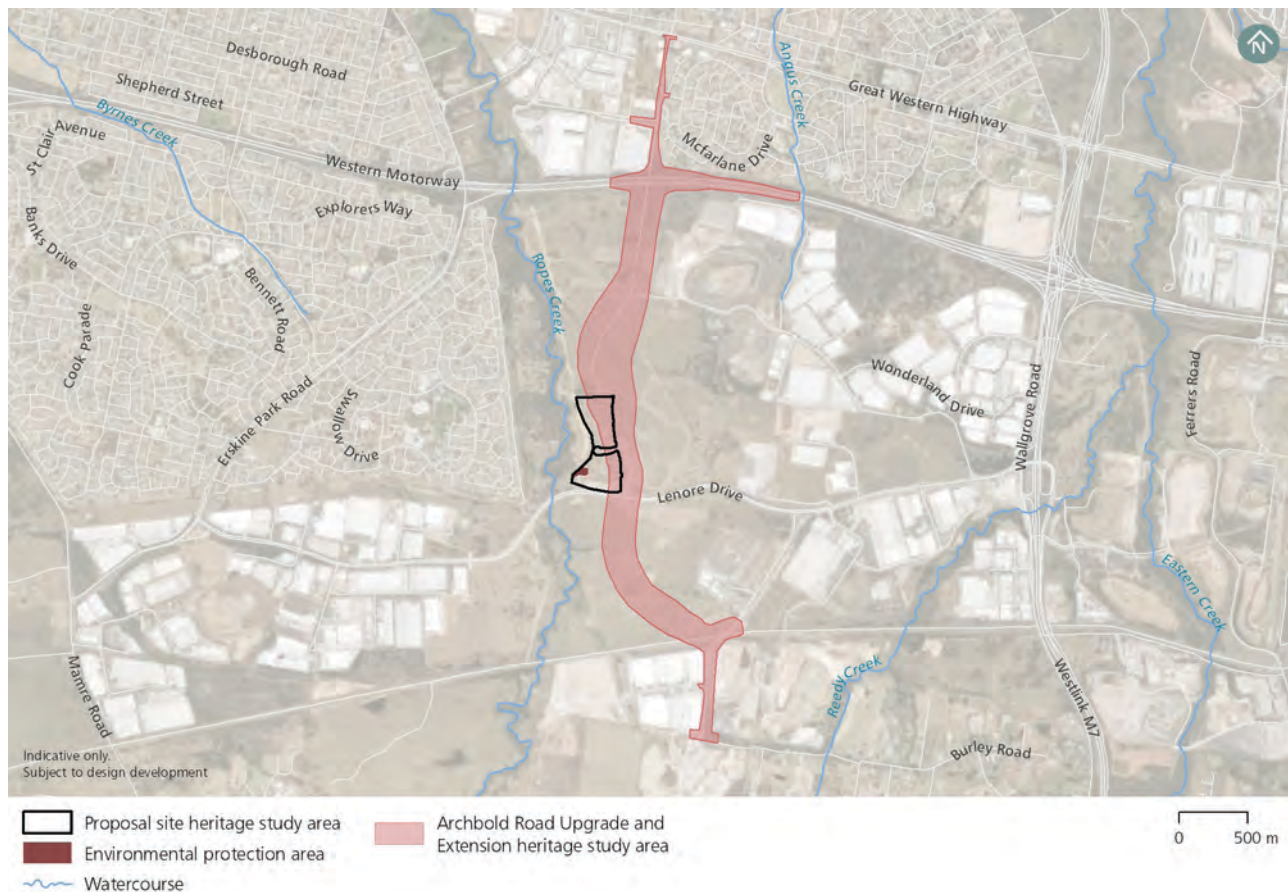 N
Desborough Road
Shepherd Street
Byrnes Creek
St Clair Avenue
Western Motorway
Explorers Way
Banks Drive
Bennett Road
Cook Parade
Erskine Park Road
Swallow Drive
Ropes Creek
Angus Creek
Great Western Highway
Mcfarlane Drive
Wonderland Drive
Wallgrove Road
Ferrers Road
Lenore Drive
Eastern Creek
Reedy Creek
Mamre Road
Westlink M7
Burley Road
Indicative only.
Subject to design development
Proposal site heritage study area
Environmental protection area
Watercourse
Archbold Road Upgrade and
Extension heritage study area
0 500 m